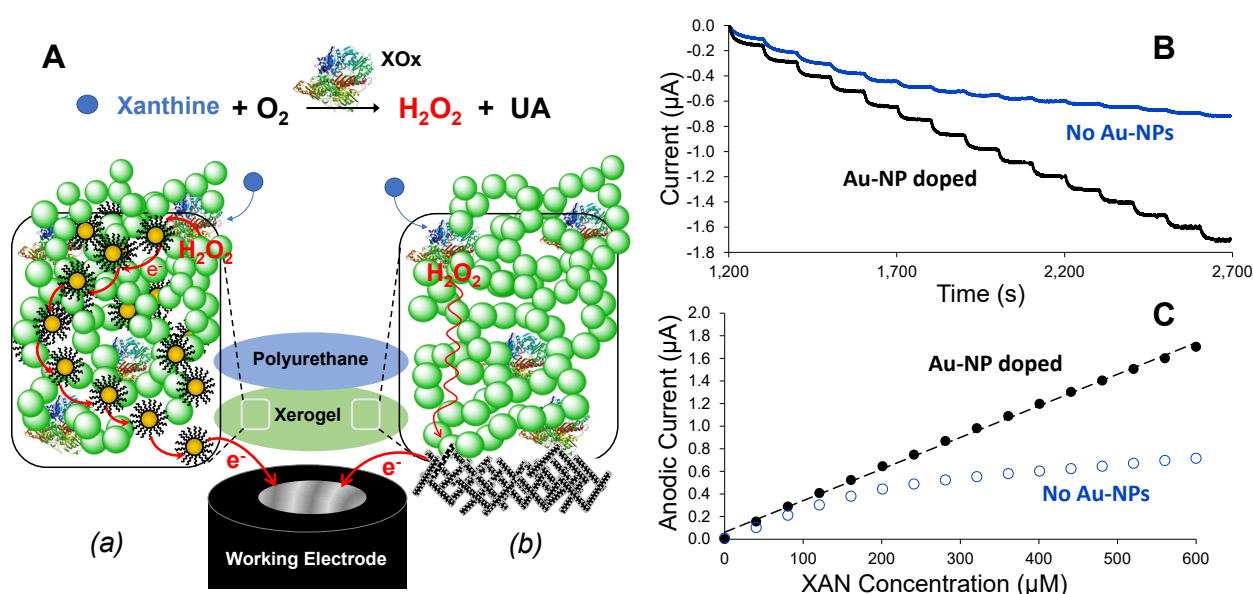 A
XOx
Xanthine + O₂ → H₂O₂ + UA
H₂O₂
e⁻
H₂O₂
Polyurethane
Xerogel
e⁻
e⁻
(a)
(b)
Working Electrode
B
0.0
-0.2
-0.4
-0.6
-0.8
-1.0
-1.2
-1.4
-1.6
-1.8
Current (µA)
No Au-NPs
Au-NP doped
1,200 1,700 2,200 2,700
Time (s)
C
2.0
1.8
1.6
1.4
1.2
1.0
0.8
0.6
0.4
0.2
0.0
Anodic Current (µA)
Au-NP doped
No Au-NPs
0 100 200 300 400 500 600
XAN Concentration (µM)